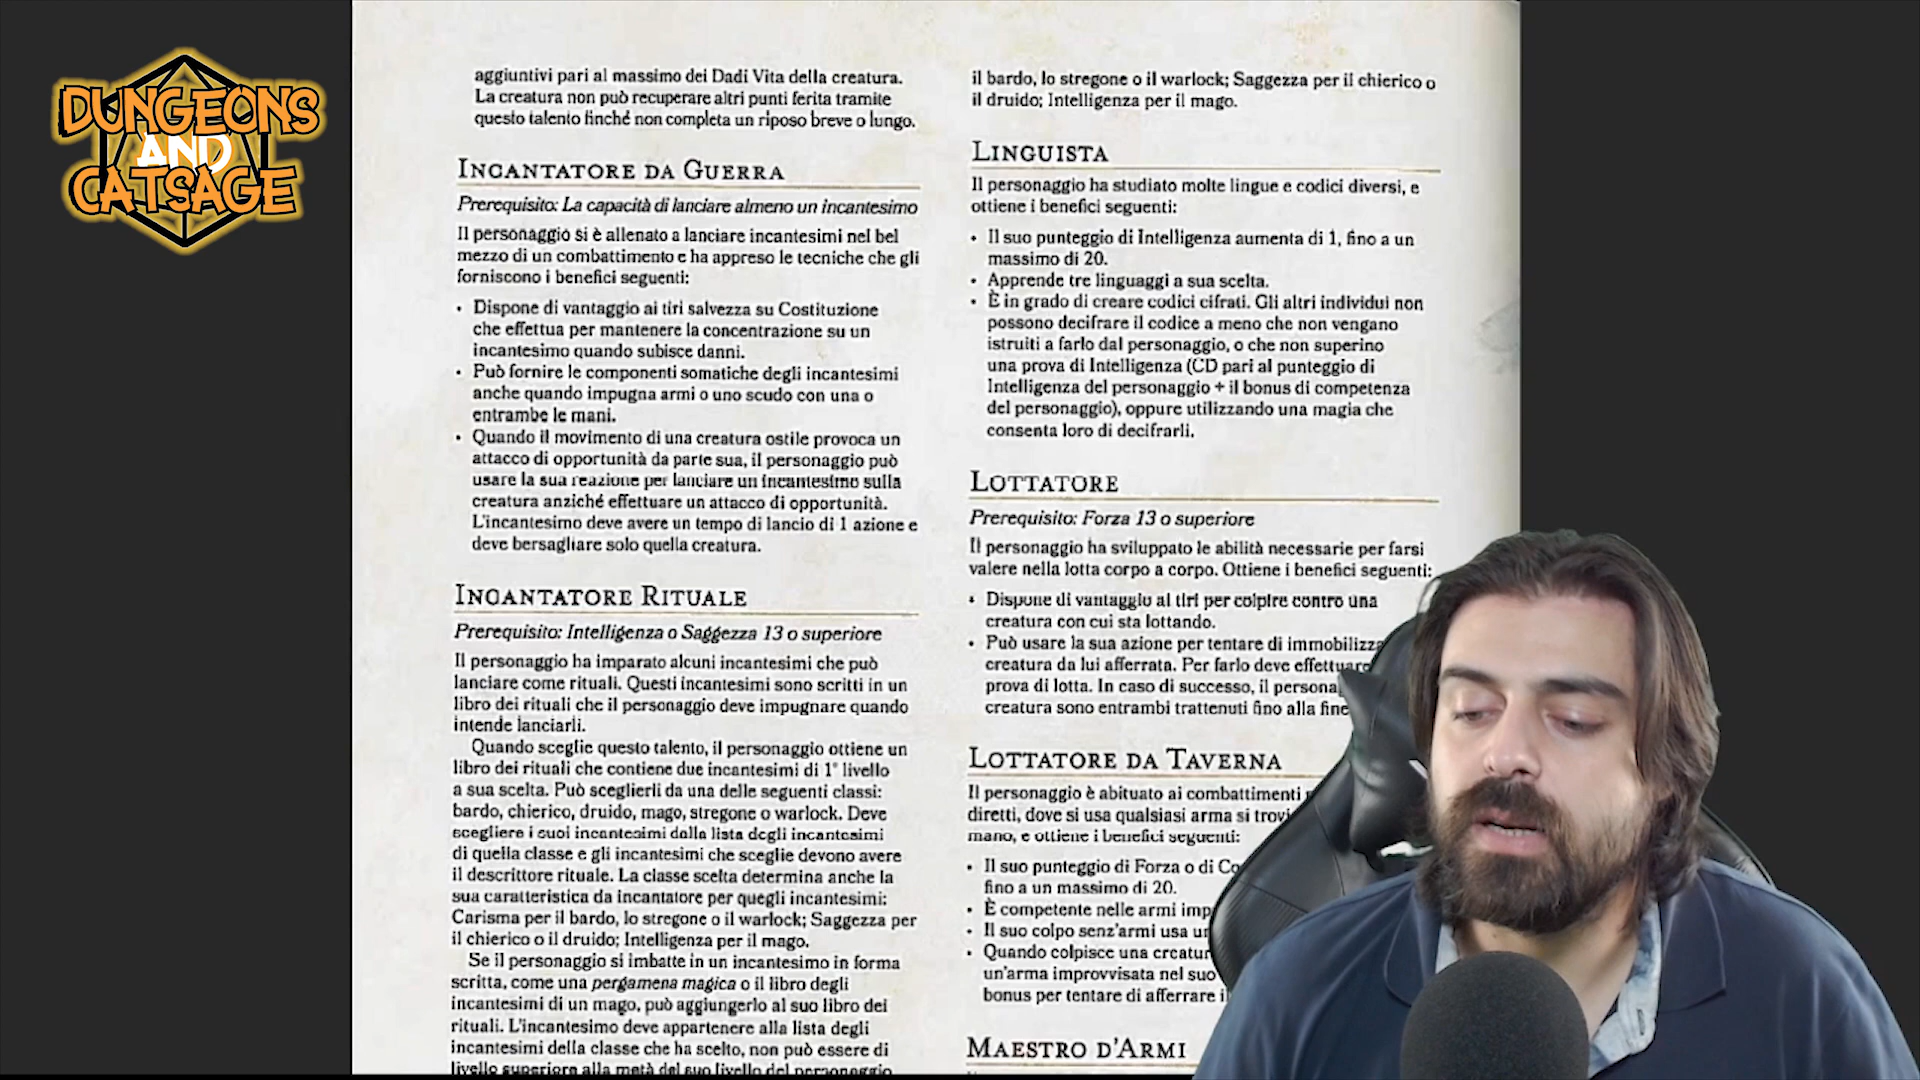 DUNGEONS
AND
CATSAGE
aggiuntivi pari al massimo dei Dadi Vita della creatura.
La creatura non può recuperare altri punti ferita tramite
questo talento finché non completa un riposo breve o lungo.
INCANTATORE DA GUERRA
Prerequisito: La capacità di lanciare almeno un incantesimo
Il personaggio si è allenato a lanciare incantesimi nel bel
mezzo di un combattimento e ha appreso le tecniche che gli
forniscono i benefici seguenti:
• Dispone di vantaggio ai tiri salvezza su Costituzione
che effettua per mantenere la concentrazione su un
incantesimo quando subisce danni.
• Può fornire le componenti somatiche degli incantesimi
anche quando impugna armi o uno scudo con una o
entrambe le mani.
• Quando il movimento di una creatura ostile provoca un
attacco di opportunità da parte sua, il personaggio può
usare la sua reazione per lanciare un incantesimo sulla
creatura anziché effettuare un attacco di opportunità.
L'incantesimo deve avere un tempo di lancio di 1 azione e
deve bersagliare solo quella creatura.
INCANTATORE RITUALE
Prerequisito: Intelligenza o Saggezza 13 o superiore
Il personaggio ha imparato alcuni incantesimi che può
lanciare come rituali. Questi incantesimi sono scritti in un
libro dei rituali che il personaggio deve impugnare quando
intende lanciarli.
Quando sceglie questo talento, il personaggio ottiene un
libro dei rituali che contiene due incantesimi di 1° livello
a sua scelta. Può sceglierli da una delle seguenti classi:
bardo, chierico, druido, mago, stregone o warlock. Deve
scegliere i suoi incantesimi dalla lista degli incantesimi
di quella classe e gli incantesimi che sceglie devono avere
il descrittore rituale. La classe scelta determina anche la
sua caratteristica da incantatore per quegli incantesimi:
Carisma per il bardo, lo stregone o il warlock; Saggezza per
il chierico o il druido; Intelligenza per il mago.
Se il personaggio si imbatte in un incantesimo in forma
scritta, come una pergamena magica o il libro degli
incantesimi di un mago, può aggiungerlo al suo libro dei
rituali. L'incantesimo deve appartenere alla lista degli
incantesimi della classe che ha scelto, non può essere di
livello superiore alla metà del suo livello del personaggio
il bardo, lo stregone o il warlock; Saggezza per il chierico o
il druido; Intelligenza per il mago.
LINGUISTA
Il personaggio ha studiato molte lingue e codici diversi, e
ottiene i benefici seguenti:
• Il suo punteggio di Intelligenza aumenta di 1, fino a un
massimo di 20.
• Apprende tre linguaggi a sua scelta.
• È in grado di creare codici cifrati. Gli altri individui non
possono decifrare il codice a meno che non vengano
istruiti a farlo dal personaggio, o che non superino
una prova di Intelligenza (CD pari al punteggio di
Intelligenza del personaggio + il bonus di competenza
del personaggio), oppure utilizzando una magia che
consenta loro di decifrarli.
LOTTATORE
Prerequisito: Forza 13 o superiore
Il personaggio ha sviluppato le abilità necessarie per farsi
valere nella lotta corpo a corpo. Ottiene i benefici seguenti:
• Dispone di vantaggio ai tiri per colpire contro una
creatura con cui sta lottando.
• Può usare la sua azione per tentare di immobilizza
creatura da lui afferrata. Per farlo deve effettuare
prova di lotta. In caso di successo, il persona
creatura sono entrambi trattenuti fino alla fine
LOTTATORE DA TAVERNA
Il personaggio è abituato ai combattimenti
diretti, dove si usa qualsiasi arma si trovi
mano, e ottiene i benefici seguenti:
• Il suo punteggio di Forza o di Co
fino a un massimo di 20.
• È competente nelle armi imp
• Il suo colpo senz'armi usa un
• Quando colpisce una creatur
un'arma improvvisata nel suo
bonus per tentare di afferrare il
MAESTRO D'ARMI